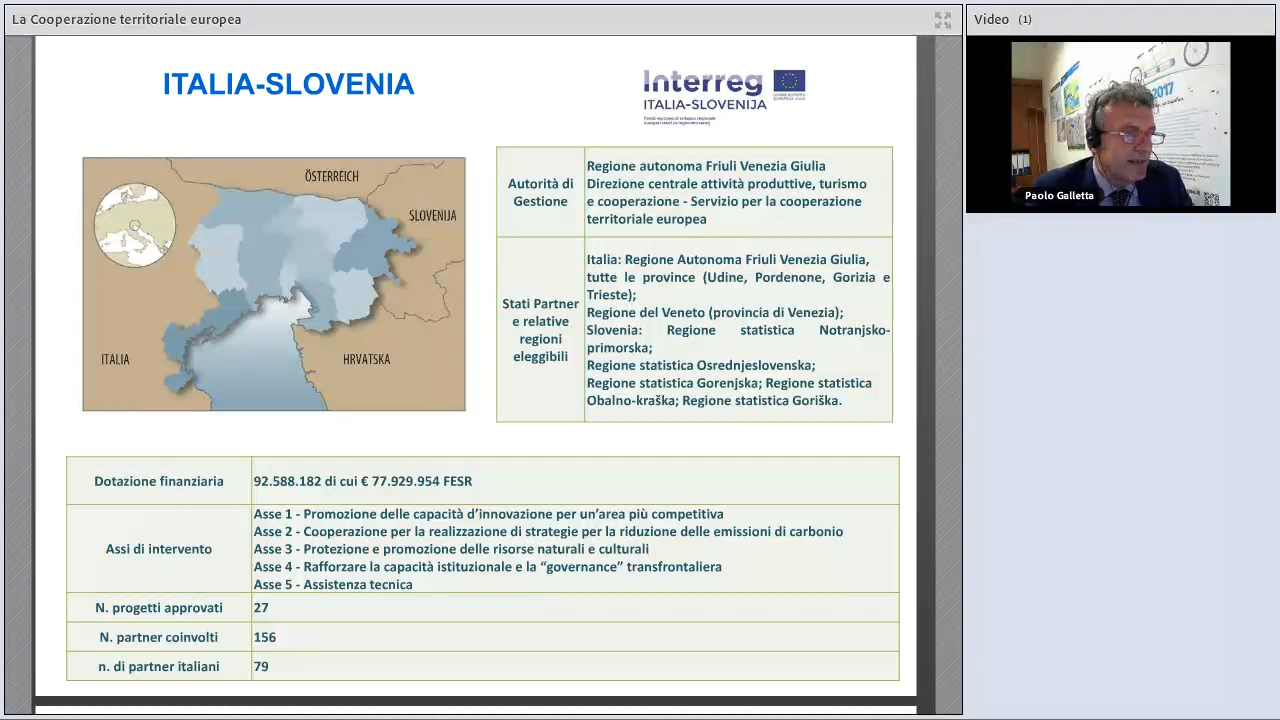 La Cooperazione territoriale europea
Video (1)
ITALIA-SLOVENIA
Interreg
ITALIA-SLOVENIJA
2017
Paolo Galletta
ÖSTERREICH
SLOVENIJA
ITALIA
HRVATSKA
Autorità di
Gestione
Regione autonoma Friuli Venezia Giulia
Direzione centrale attività produttive, turismo
e cooperazione - Servizio per la cooperazione
territoriale europea
Stati Partner
e relative
regioni
eleggibili
Italia: Regione Autonoma Friuli Venezia Giulia,
tutte le province (Udine, Pordenone, Gorizia e
Trieste);
Regione del Veneto (provincia di Venezia);
Slovenia: Regione statistica Notranjsko-
primorska;
Regione statistica Osrednjeslovenska;
Regione statistica Gorenjska; Regione statistica
Obalno-kraška; Regione statistica Goriška.
Dotazione finanziaria
92.588.182 di cui € 77.929.954 FESR
Assi di intervento
Asse 1 - Promozione delle capacità d’innovazione per un’area più competitiva
Asse 2 - Cooperazione per la realizzazione di strategie per la riduzione delle emissioni di carbonio
Asse 3 - Protezione e promozione delle risorse naturali e culturali
Asse 4 - Rafforzare la capacità istituzionale e la “governance” transfrontaliera
Asse 5 - Assistenza tecnica
N. progetti approvati
27
N. partner coinvolti
156
n. di partner italiani
79